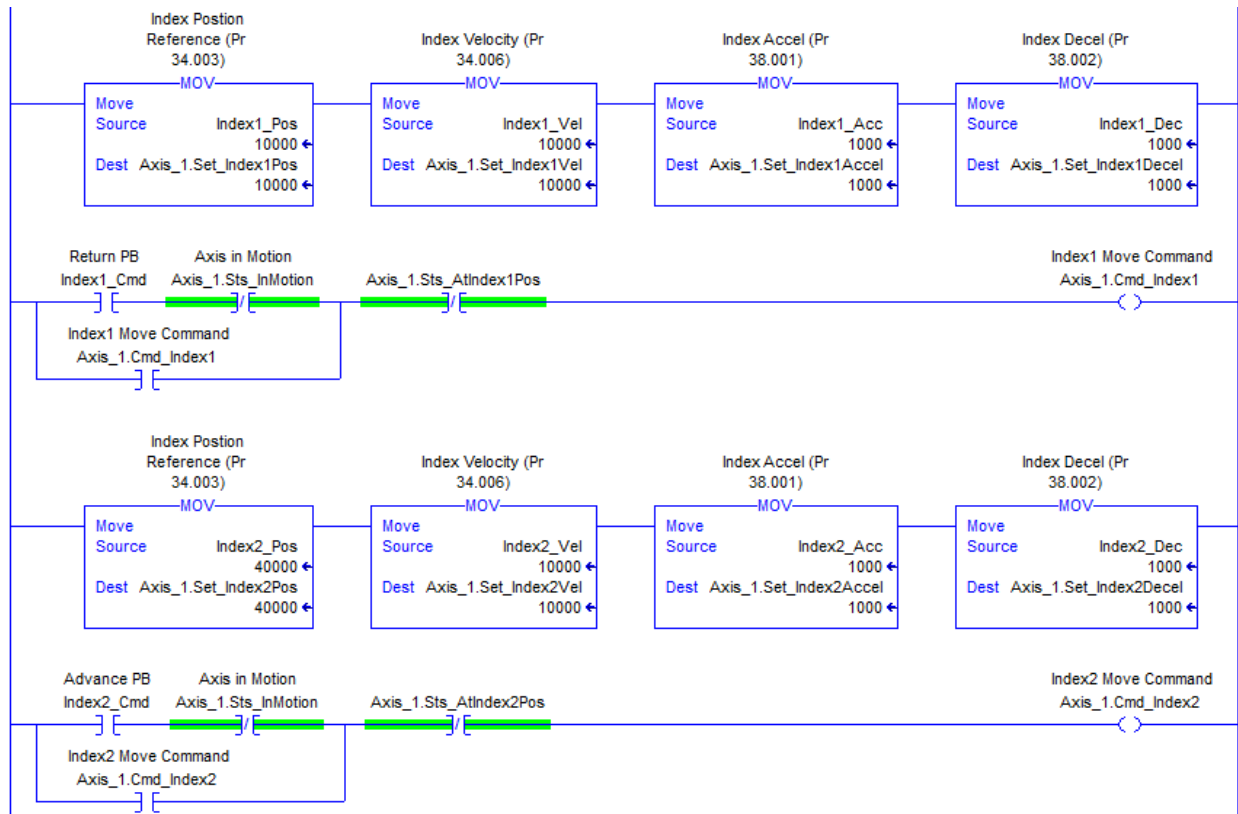 Index Postion
Reference (Pr
34.003)
Index Velocity (Pr
34.006)
Index Accel (Pr
38.001)
Index Decel (Pr
38.002)
MOV
Move
Source Index1_Pos
10000
Dest Axis_1.Set_Index1Pos
10000
MOV
Move
Source Index1_Vel
10000
Dest Axis_1.Set_Index1Vel
10000
MOV
Move
Source Index1_Acc
1000
Dest Axis_1.Set_Index1Accel
1000
MOV
Move
Source Index1_Dec
1000
Dest Axis_1.Set_Index1Decel
1000
Return PB
Index1_Cmd
Axis in Motion
Axis_1.Sts_InMotion
Axis_1.Sts_AtIndex1Pos
Index1 Move Command
Axis_1.Cmd_Index1
Index1 Move Command
Axis_1.Cmd_Index1
Index Postion
Reference (Pr
34.003)
Index Velocity (Pr
34.006)
Index Accel (Pr
38.001)
Index Decel (Pr
38.002)
MOV
Move
Source Index2_Pos
40000
Dest Axis_1.Set_Index2Pos
40000
MOV
Move
Source Index2_Vel
10000
Dest Axis_1.Set_Index2Vel
10000
MOV
Move
Source Index2_Acc
1000
Dest Axis_1.Set_Index2Accel
1000
MOV
Move
Source Index2_Dec
1000
Dest Axis_1.Set_Index2Decel
1000
Advance PB
Index2_Cmd
Axis in Motion
Axis_1.Sts_InMotion
Axis_1.Sts_AtIndex2Pos
Index2 Move Command
Axis_1.Cmd_Index2
Index2 Move Command
Axis_1.Cmd_Index2